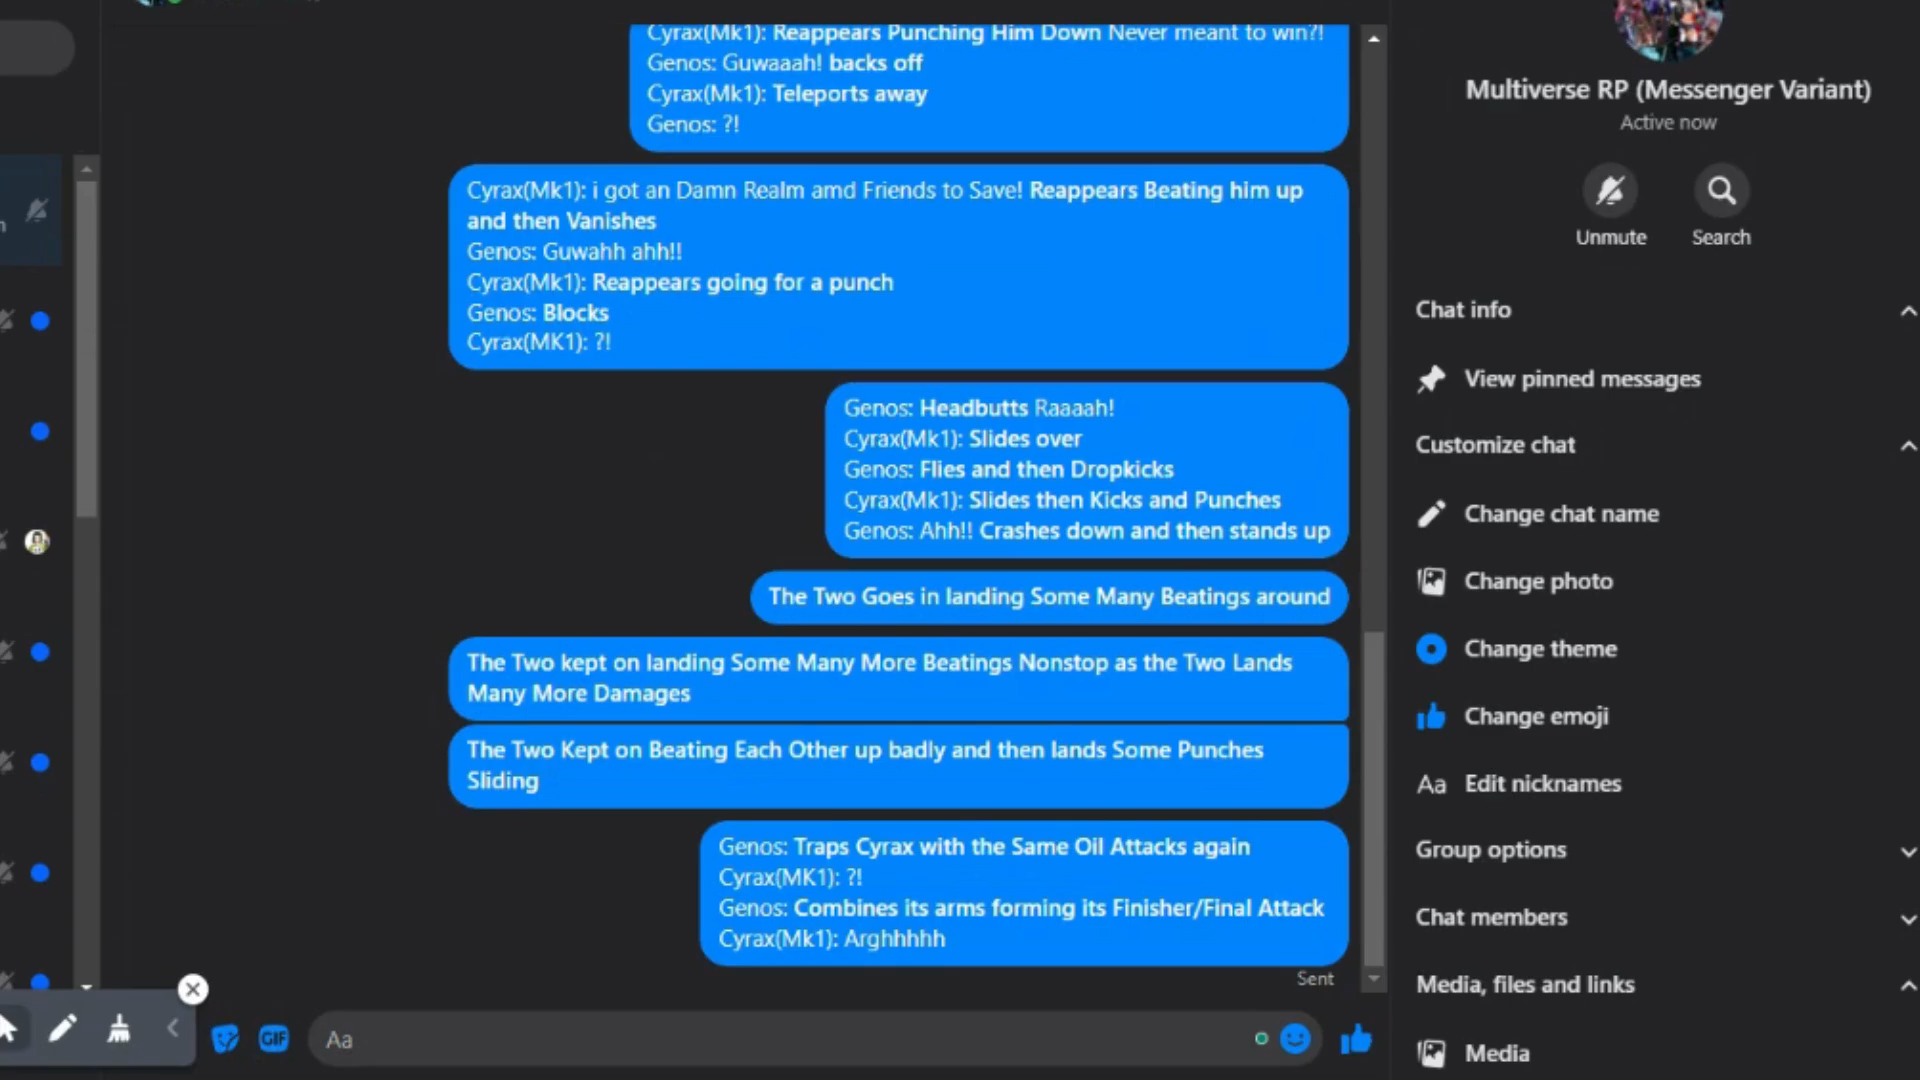 Cyrax(Mk1): Reappears Punching Him Down Never meant to win?!
Genos: Guwaaah! backs off
Cyrax(Mk1): Teleports away
Genos: ?!
Cyrax(Mk1): i got an Damn Realm amd Friends to Save! Reappears Beating him up
and then Vanishes
Genos: Guwahh ahh!!
Cyrax(Mk1): Reappears going for a punch
Genos: Blocks
Cyrax(MK1): ?!
Genos: Headbutts Raaaah!
Cyrax(Mk1): Slides over
Genos: Flies and then Dropkicks
Cyrax(Mk1): Slides then Kicks and Punches
Genos: Ahh!! Crashes down and then stands up
The Two Goes in landing Some Many Beatings around
The Two kept on landing Some Many More Beatings Nonstop as the Two Lands
Many More Damages
The Two Kept on Beating Each Other up badly and then lands Some Punches
Sliding
Genos: Traps Cyrax with the Same Oil Attacks again
Cyrax(MK1): ?!
Genos: Combines its arms forming its Finisher/Final Attack
Cyrax(Mk1): Arghhhhh
Sent
GIF
Aa
Multiverse RP (Messenger Variant)
Active now
Unmute
Search
Chat info
View pinned messages
Customize chat
Change chat name
Change photo
Change theme
Change emoji
Aa Edit nicknames
Group options
Chat members
Media, files and links
Media